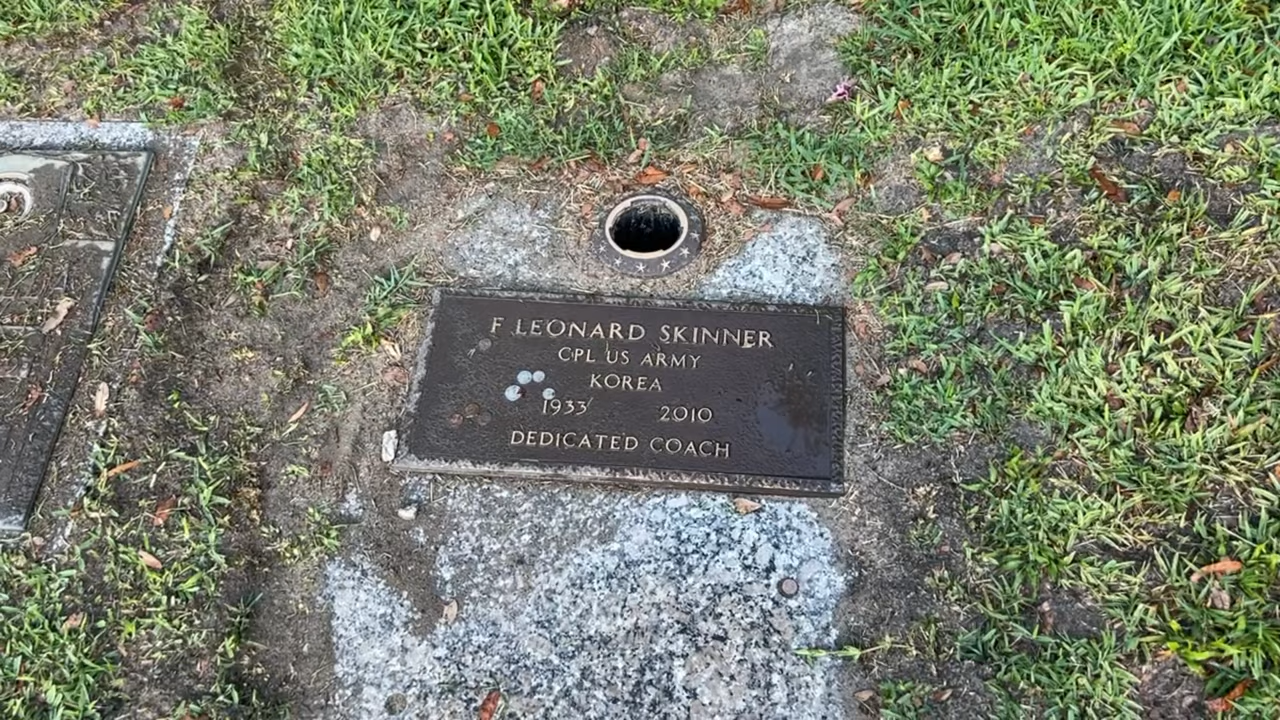 F LEONARD SKINNER
CPL US ARMY
KOREA
1933 2010
DEDICATED COACH